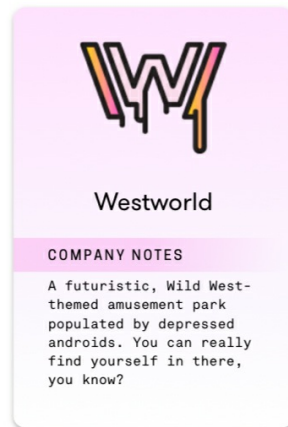 Westworld
COMPANY NOTES
A futuristic, Wild West-
themed amusement park
populated by depressed
androids. You can really
find yourself in there,
you know?